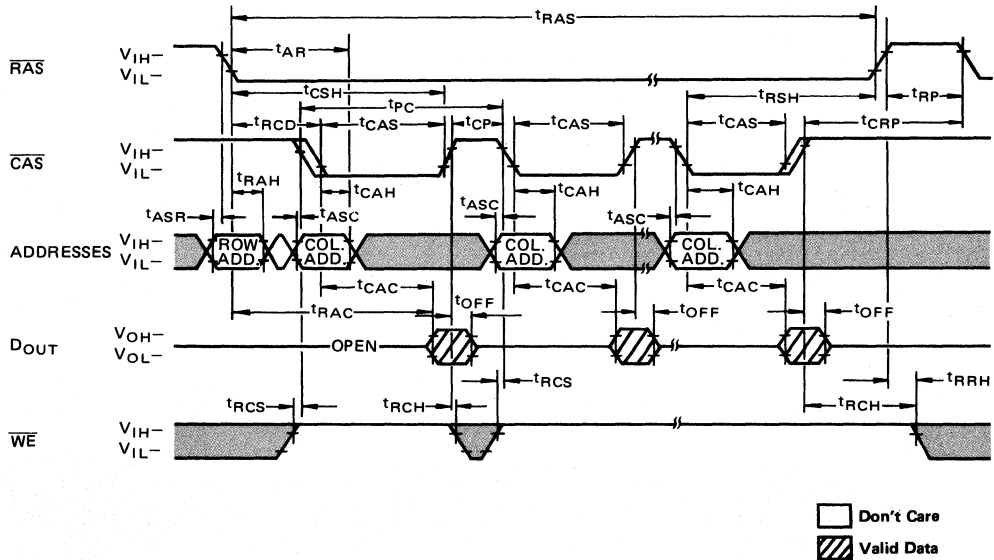 tRAS
tAR
RAS
VIH–
VIL–
tCSH
tPC
tRSH
tRP
tRCD
tCAS
tCP
tCAS
tCAS
tCRP
CAS
VIH–
VIL–
tRAH
tCAH
tCAH
tCAH
tASR
tASC
tASC
tASC
ADDRESSES
VIH–
VIL–
ROW ADD.
COL. ADD.
COL. ADD.
COL. ADD.
tCAC
tCAC
tCAC
tRAC
tOFF
tOFF
tOFF
DOUT
VOH–
VOL–
OPEN
tRCS
tRRH
tRCS
tRCH
tRCH
WE
VIH–
VIL–
Don't Care
Valid Data